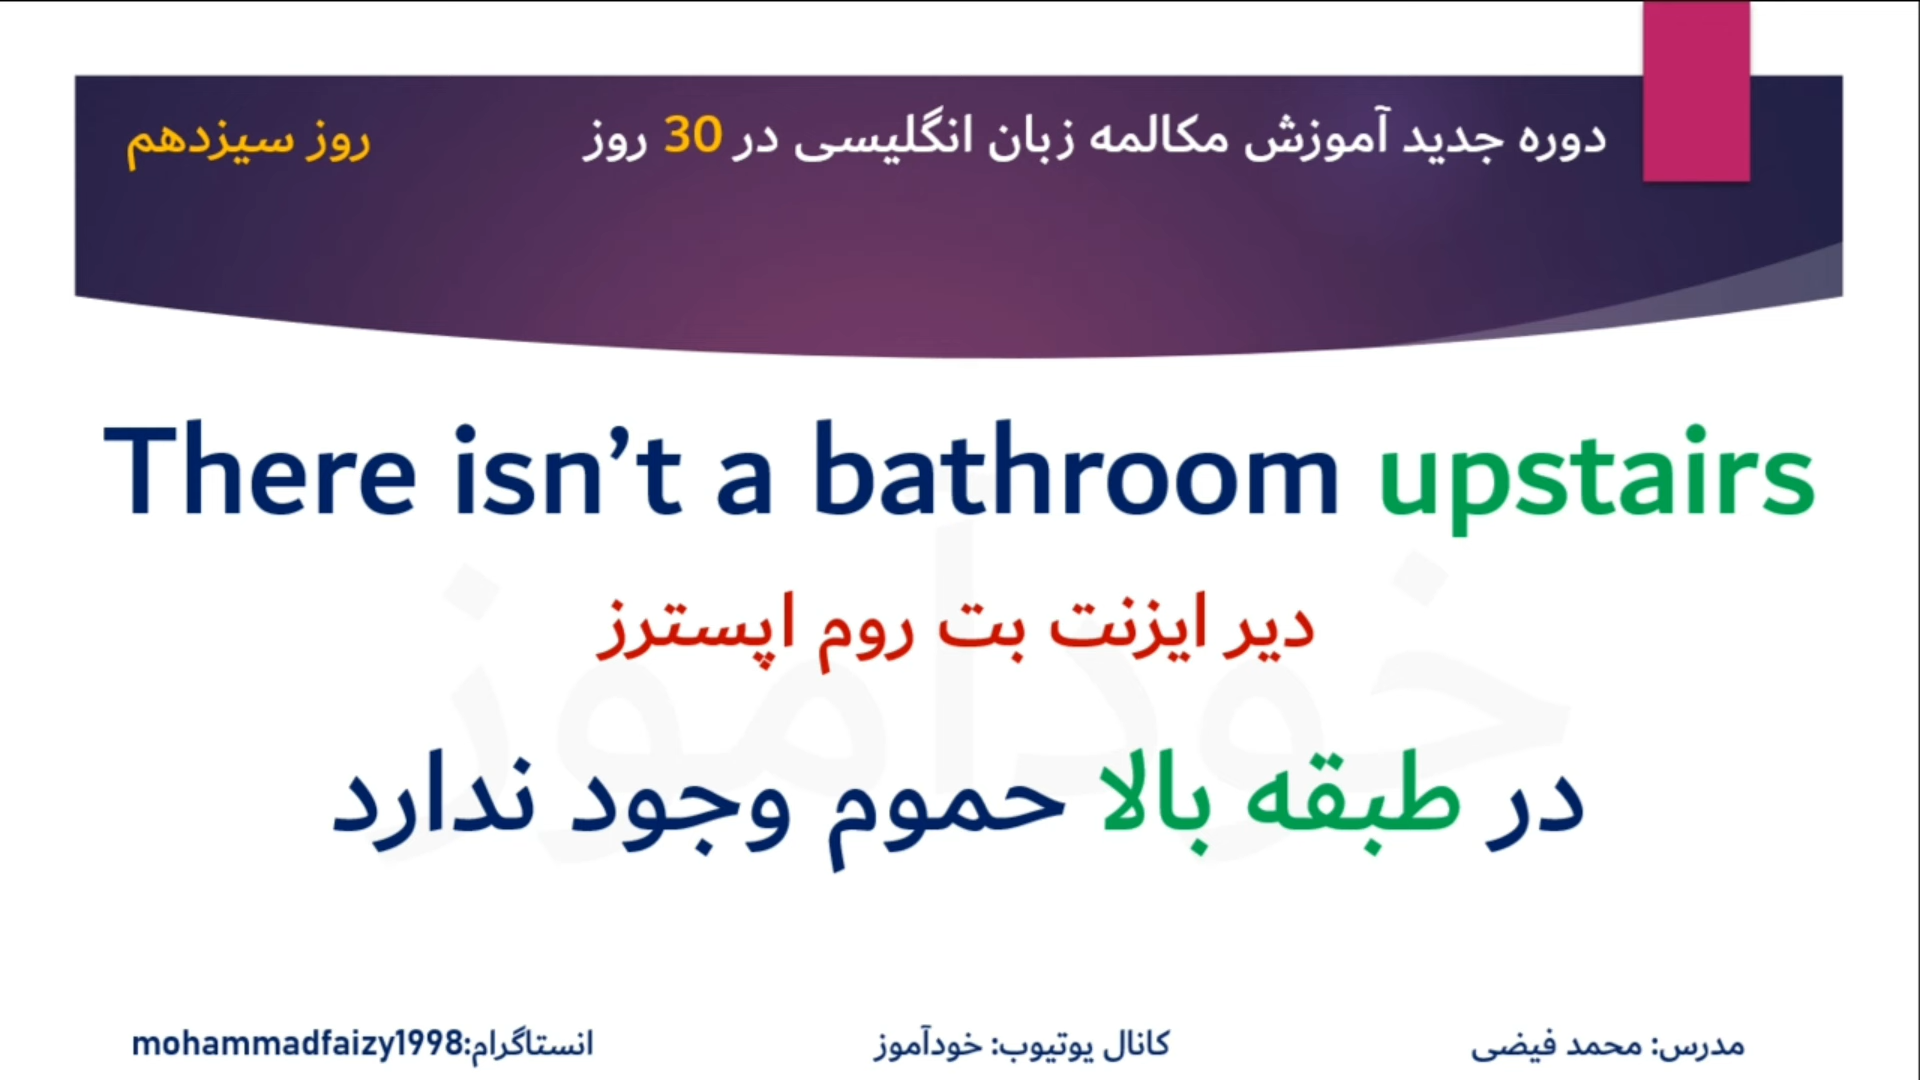 دوره جدید آموزش مکالمه زبان انگلیسی در 30 روز
روز سیزدهم
There isn’t a bathroom upstairs
دیر ایزنت بت روم اپسترز
در طبقه بالا حموم وجود ندارد
خودآموز
مدرس: محمد فیضی
کانال یوتیوب: خودآموز
انستاگرام:mohammadfaizy1998